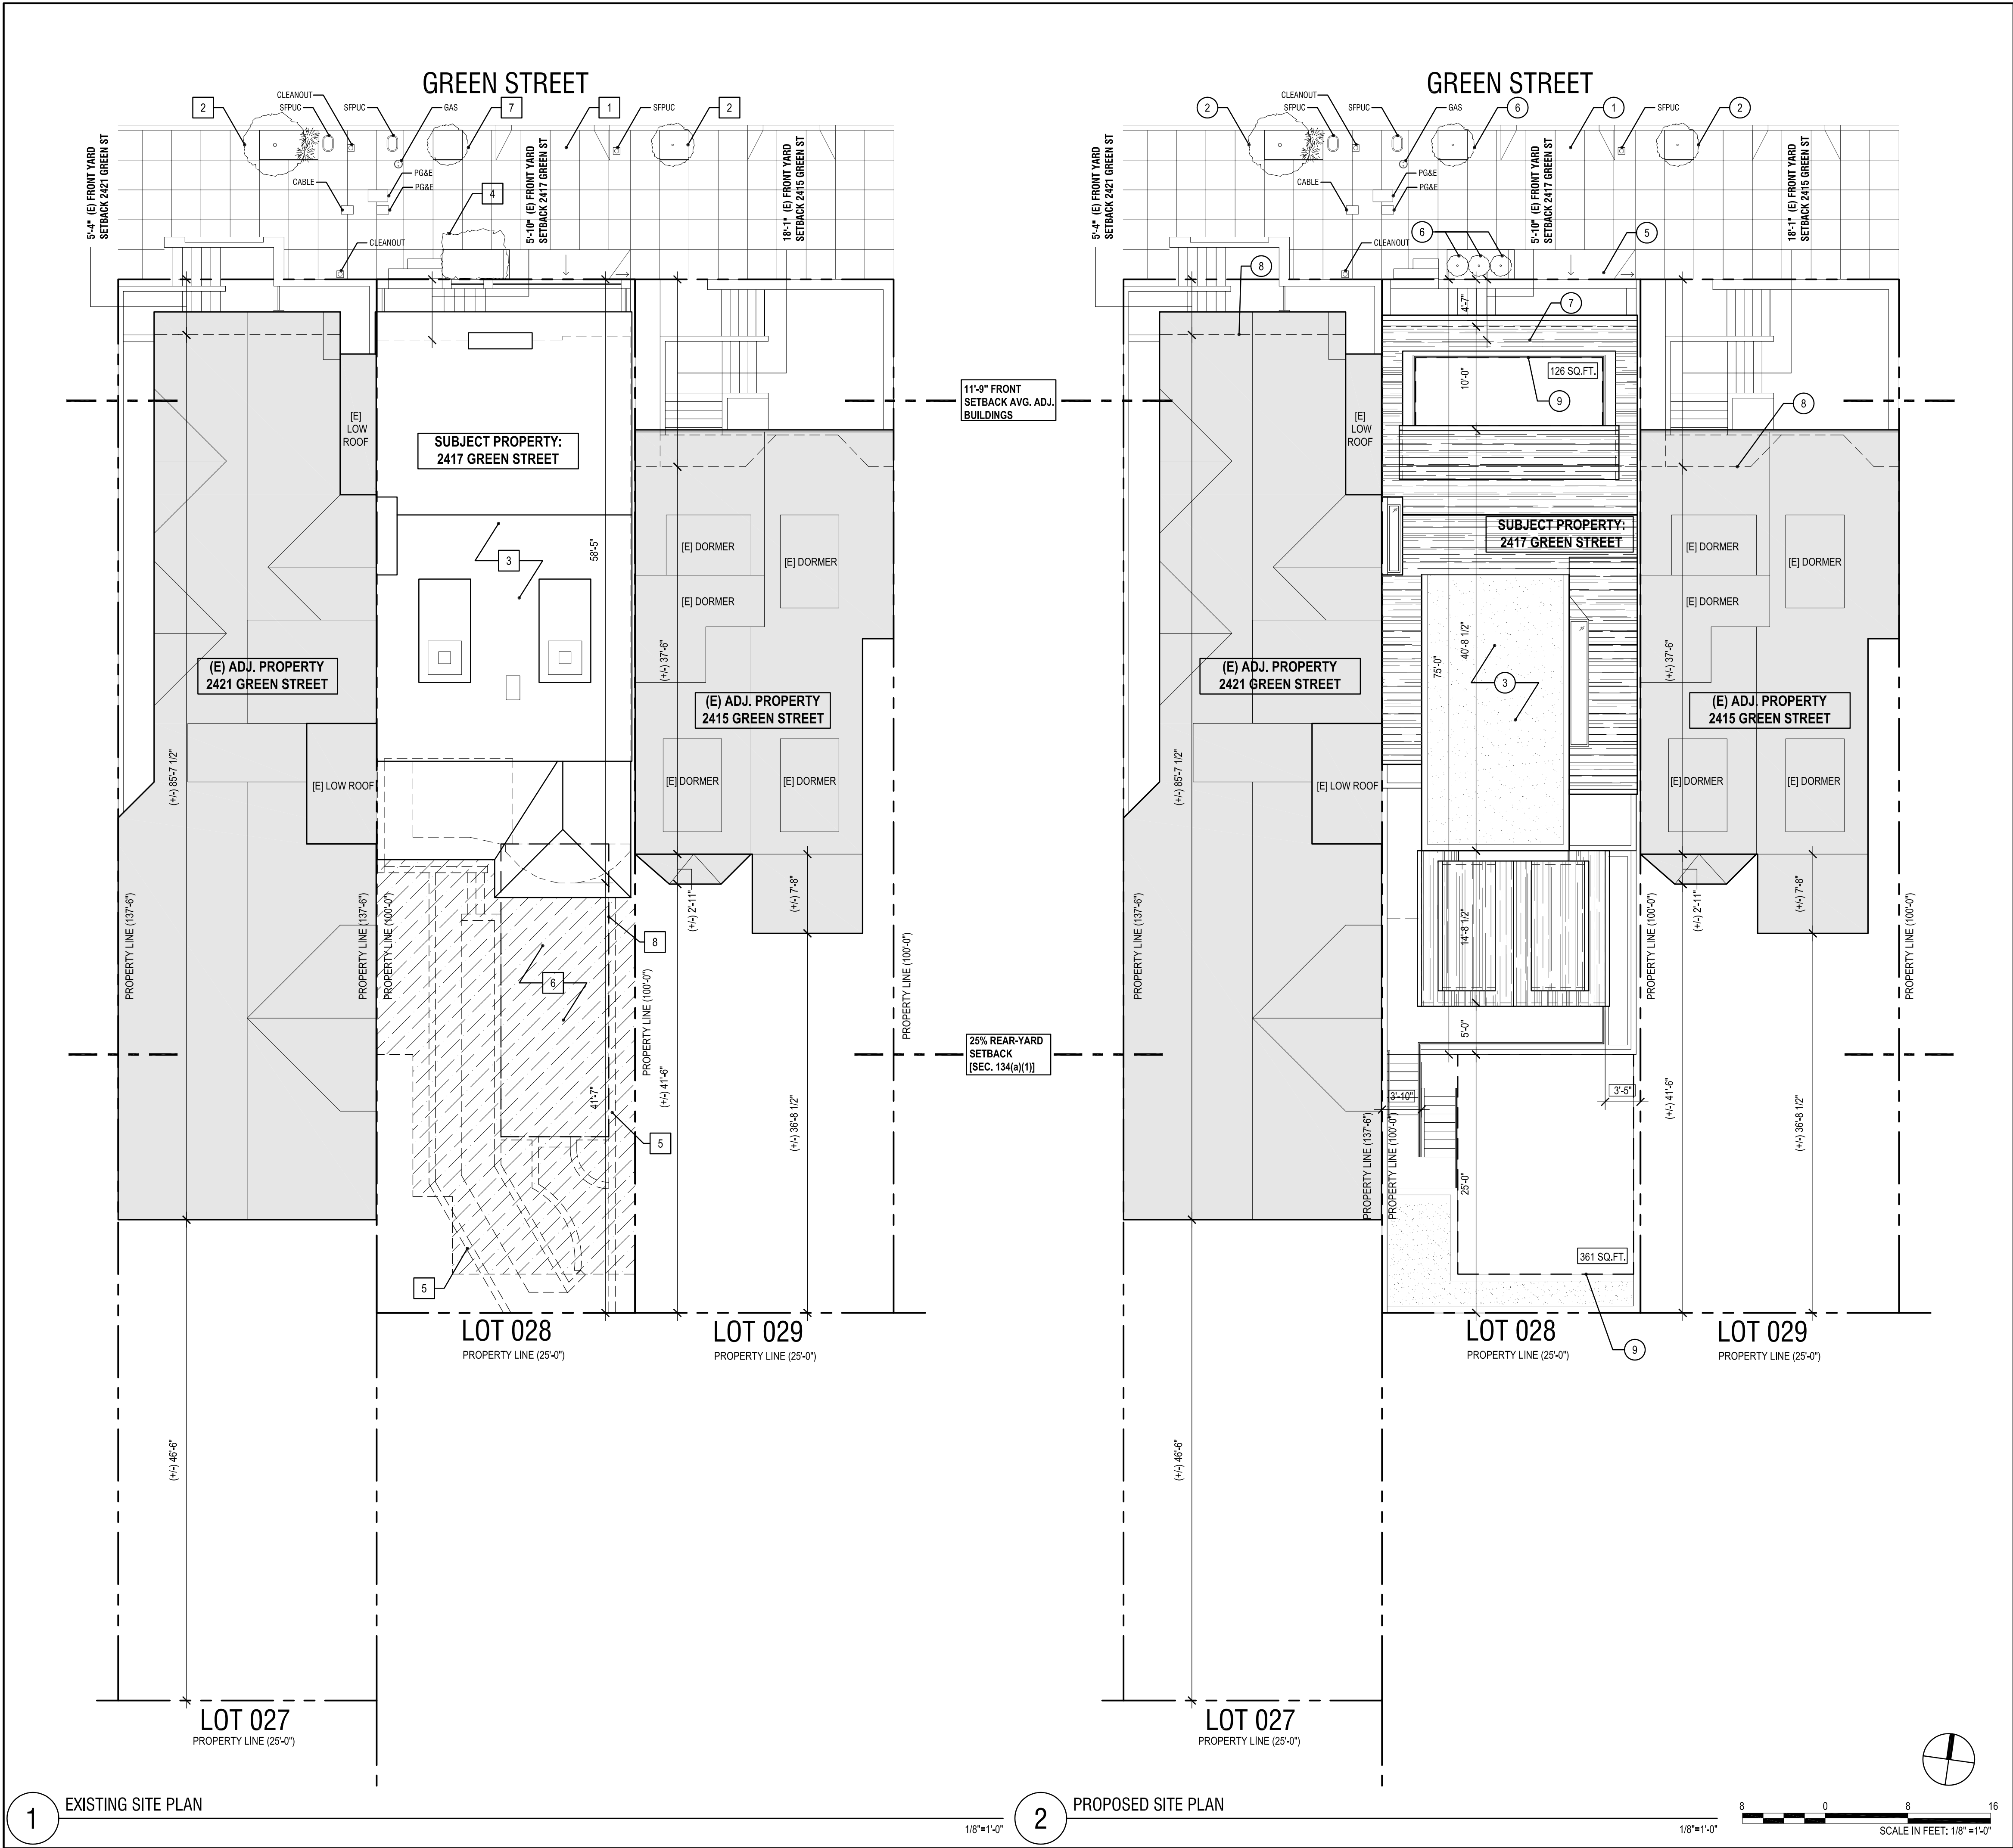 GREEN STREET
CLEANOUT
SFPUC
SFPUC
GAS
SFPUC
2
7
1
2
5'-4" (E) FRONT YARD
SETBACK 2421 GREEN ST
CABLE
PG&E
PG&E
4
5'-10" (E) FRONT YARD
SETBACK 2417 GREEN ST
18'-1" (E) FRONT YARD
SETBACK 2415 GREEN ST
CLEANOUT
[E]
LOW
ROOF
SUBJECT PROPERTY:
2417 GREEN STREET
3
58'-5"
[E] DORMER
[E] DORMER
[E] DORMER
(+/-) 37'-6"
(E) ADJ. PROPERTY
2421 GREEN STREET
(E) ADJ. PROPERTY
2415 GREEN STREET
(+/-) 85'-7 1/2"
[E] LOW ROOF
[E] DORMER
[E] DORMER
(+/-) 2'-11"
(+/-) 7'-8"
PROPERTY LINE (137'-6")
PROPERTY LINE (137'-6")
PROPERTY LINE (100'-0")
8
6
PROPERTY LINE (100'-0")
PROPERTY LINE (100'-0")
41'-7"
(+/-) 41'-6"
(+/-) 36'-8 1/2"
5
5
LOT 028
PROPERTY LINE (25'-0")
LOT 029
PROPERTY LINE (25'-0")
(+/-) 46'-6"
LOT 027
PROPERTY LINE (25'-0")
1
EXISTING SITE PLAN
1/8"=1'-0"
11'-9" FRONT
SETBACK AVG. ADJ.
BUILDINGS
25% REAR-YARD
SETBACK
[SEC. 134(a)(1)]
GREEN STREET
CLEANOUT
SFPUC
SFPUC
GAS
SFPUC
2
6
1
2
5'-4" (E) FRONT YARD
SETBACK 2421 GREEN ST
CABLE
PG&E
PG&E
5'-10" (E) FRONT YARD
SETBACK 2417 GREEN ST
18'-1" (E) FRONT YARD
SETBACK 2415 GREEN ST
6
5
CLEANOUT
8
4'-7"
7
10'-0"
126 SQ.FT.
9
8
[E]
LOW
ROOF
SUBJECT PROPERTY:
2417 GREEN STREET
[E] DORMER
[E] DORMER
[E] DORMER
75'-0"
40'-8 1/2"
3
(+/-) 37'-6"
(E) ADJ. PROPERTY
2421 GREEN STREET
(E) ADJ. PROPERTY
2415 GREEN STREET
(+/-) 85'-7 1/2"
[E] LOW ROOF
[E] DORMER
[E] DORMER
14'-8 1/2"
(+/-) 2'-11"
(+/-) 7'-8"
PROPERTY LINE (137'-6")
PROPERTY LINE (100'-0")
PROPERTY LINE (100'-0")
5'-0"
3'-10"
3'-5"
(+/-) 41'-6"
(+/-) 36'-8 1/2"
PROPERTY LINE (137'-6")
PROPERTY LINE (100'-0")
25'-0"
361 SQ.FT.
9
LOT 028
PROPERTY LINE (25'-0")
LOT 029
PROPERTY LINE (25'-0")
(+/-) 46'-6"
LOT 027
PROPERTY LINE (25'-0")
2
PROPOSED SITE PLAN
1/8"=1'-0"
8 0 8 16
SCALE IN FEET: 1/8" =1'-0"